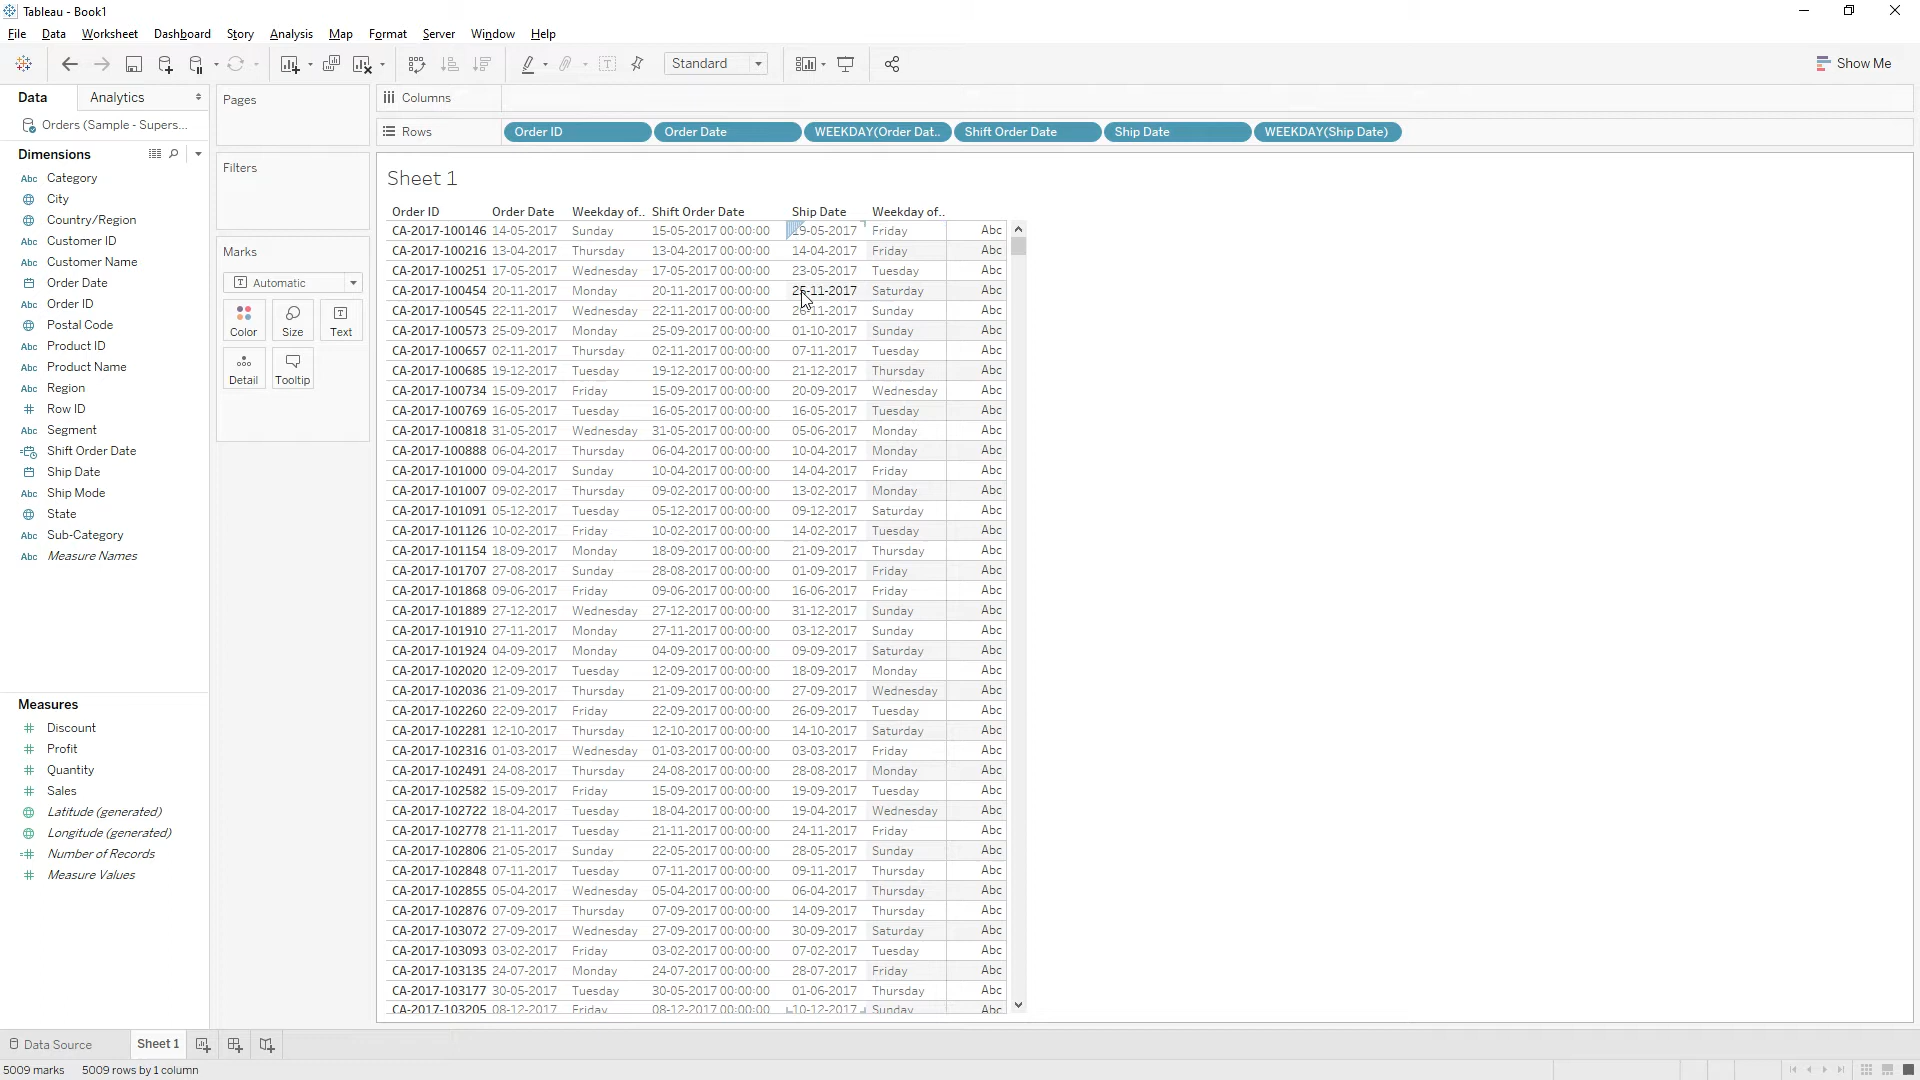 Tableau - Book1
File Data Worksheet Dashboard Story Analysis Map Format Server Window Help
Standard
Show Me
Data Analytics
Orders (Sample - Supers...
Dimensions
Abc Category
City
Country/Region
Abc Customer ID
Abc Customer Name
Order Date
Abc Order ID
Postal Code
Abc Product ID
Abc Product Name
Abc Region
Row ID
Abc Segment
Shift Order Date
Ship Date
Abc Ship Mode
State
Abc Sub-Category
Abc Measure Names
Measures
Discount
Profit
Quantity
Sales
Latitude (generated)
Longitude (generated)
Number of Records
Measure Values
Pages
Filters
Marks
Automatic
Color Size Text
Detail Tooltip
Columns
Rows Order ID Order Date WEEKDAY(Order Dat.. Shift Order Date Ship Date WEEKDAY(Ship Date)
Sheet 1
Order ID Order Date Weekday of.. Shift Order Date Ship Date Weekday of..
CA-2017-100146 14-05-2017 Sunday 15-05-2017 00:00:00 19-05-2017 Friday Abc
CA-2017-100216 13-04-2017 Thursday 13-04-2017 00:00:00 14-04-2017 Friday Abc
CA-2017-100251 17-05-2017 Wednesday 17-05-2017 00:00:00 23-05-2017 Tuesday Abc
CA-2017-100454 20-11-2017 Monday 20-11-2017 00:00:00 25-11-2017 Saturday Abc
CA-2017-100545 22-11-2017 Wednesday 22-11-2017 00:00:00 26-11-2017 Sunday Abc
CA-2017-100573 25-09-2017 Monday 25-09-2017 00:00:00 01-10-2017 Sunday Abc
CA-2017-100657 02-11-2017 Thursday 02-11-2017 00:00:00 07-11-2017 Tuesday Abc
CA-2017-100685 19-12-2017 Tuesday 19-12-2017 00:00:00 21-12-2017 Thursday Abc
CA-2017-100734 15-09-2017 Friday 15-09-2017 00:00:00 20-09-2017 Wednesday Abc
CA-2017-100769 16-05-2017 Tuesday 16-05-2017 00:00:00 16-05-2017 Tuesday Abc
CA-2017-100818 31-05-2017 Wednesday 31-05-2017 00:00:00 05-06-2017 Monday Abc
CA-2017-100888 06-04-2017 Thursday 06-04-2017 00:00:00 10-04-2017 Monday Abc
CA-2017-101000 09-04-2017 Sunday 10-04-2017 00:00:00 14-04-2017 Friday Abc
CA-2017-101007 09-02-2017 Thursday 09-02-2017 00:00:00 13-02-2017 Monday Abc
CA-2017-101091 05-12-2017 Tuesday 05-12-2017 00:00:00 09-12-2017 Saturday Abc
CA-2017-101126 10-02-2017 Friday 10-02-2017 00:00:00 14-02-2017 Tuesday Abc
CA-2017-101154 18-09-2017 Monday 18-09-2017 00:00:00 21-09-2017 Thursday Abc
CA-2017-101707 27-08-2017 Sunday 28-08-2017 00:00:00 01-09-2017 Friday Abc
CA-2017-101868 09-06-2017 Friday 09-06-2017 00:00:00 16-06-2017 Friday Abc
CA-2017-101889 27-12-2017 Wednesday 27-12-2017 00:00:00 31-12-2017 Sunday Abc
CA-2017-101910 27-11-2017 Monday 27-11-2017 00:00:00 03-12-2017 Sunday Abc
CA-2017-101924 04-09-2017 Monday 04-09-2017 00:00:00 09-09-2017 Saturday Abc
CA-2017-102020 12-09-2017 Tuesday 12-09-2017 00:00:00 18-09-2017 Monday Abc
CA-2017-102036 21-09-2017 Thursday 21-09-2017 00:00:00 27-09-2017 Wednesday Abc
CA-2017-102260 22-09-2017 Friday 22-09-2017 00:00:00 26-09-2017 Tuesday Abc
CA-2017-102281 12-10-2017 Thursday 12-10-2017 00:00:00 14-10-2017 Saturday Abc
CA-2017-102316 01-03-2017 Wednesday 01-03-2017 00:00:00 03-03-2017 Friday Abc
CA-2017-102491 24-08-2017 Thursday 24-08-2017 00:00:00 28-08-2017 Monday Abc
CA-2017-102582 15-09-2017 Friday 15-09-2017 00:00:00 19-09-2017 Tuesday Abc
CA-2017-102722 18-04-2017 Tuesday 18-04-2017 00:00:00 19-04-2017 Wednesday Abc
CA-2017-102778 21-11-2017 Tuesday 21-11-2017 00:00:00 24-11-2017 Friday Abc
CA-2017-102806 21-05-2017 Sunday 22-05-2017 00:00:00 28-05-2017 Sunday Abc
CA-2017-102848 07-11-2017 Tuesday 07-11-2017 00:00:00 09-11-2017 Thursday Abc
CA-2017-102855 05-04-2017 Wednesday 05-04-2017 00:00:00 06-04-2017 Thursday Abc
CA-2017-102876 07-09-2017 Thursday 07-09-2017 00:00:00 14-09-2017 Thursday Abc
CA-2017-103072 27-09-2017 Wednesday 27-09-2017 00:00:00 30-09-2017 Saturday Abc
CA-2017-103093 03-02-2017 Friday 03-02-2017 00:00:00 07-02-2017 Tuesday Abc
CA-2017-103135 24-07-2017 Monday 24-07-2017 00:00:00 28-07-2017 Friday Abc
CA-2017-103177 30-05-2017 Tuesday 30-05-2017 00:00:00 01-06-2017 Thursday Abc
CA-2017-103205 08-12-2017 Friday 08-12-2017 00:00:00 10-12-2017 Sunday Abc
Data Source Sheet 1
5009 marks 5009 rows by 1 column